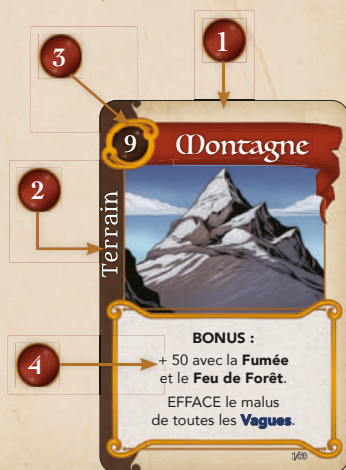 1
3
9 Montagne
2
Terrain
BONUS :
+ 50 avec la Fumée
et le Feu de Forêt.
EFFACE le malus
de toutes les Vagues.
4